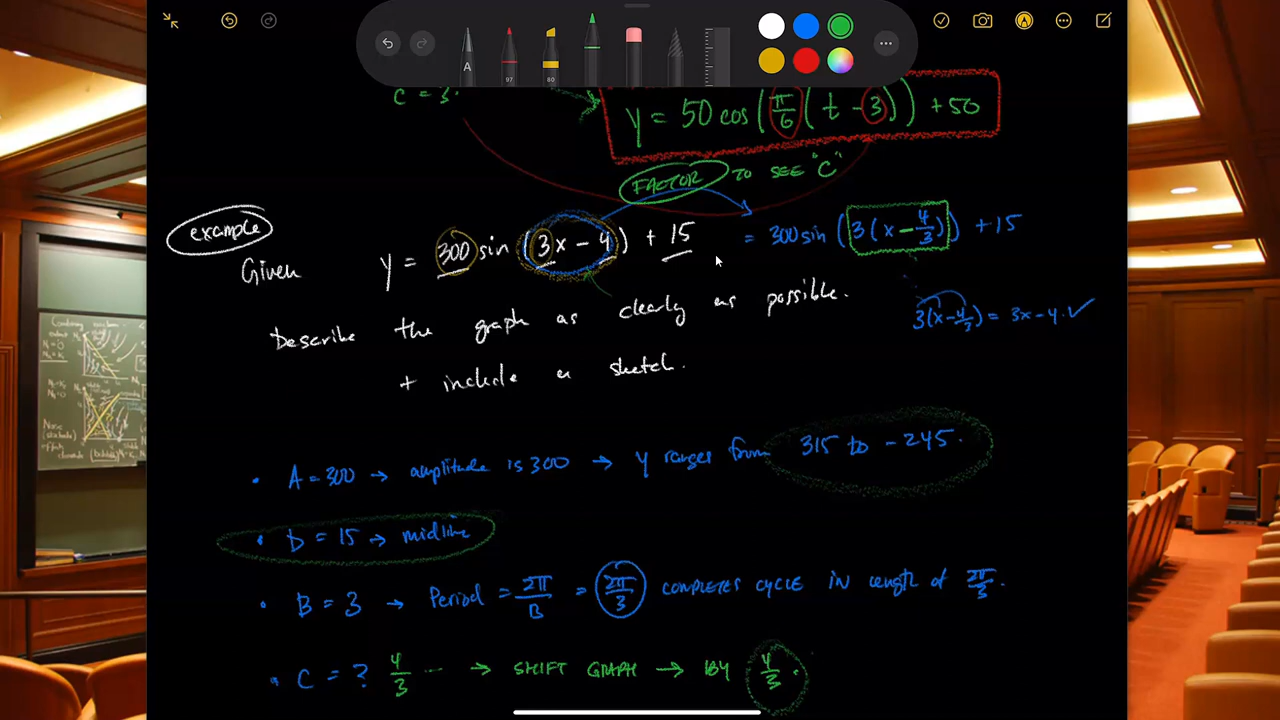 A
97
80
c = 3.
y = 50 cos(π/6(t - 3)) + 50
FACTOR TO SEE "C"
example
Given y = 300 sin(3x - 4) + 15 = 300 sin(3(x - 4/3)) + 15
Describe the graph as clearly as possible.
3(x - 4/3) = 3x - 4. ✓
+ include a sketch.
• A = 300 → amplitude is 300 → y ranges from 315 to -245.
• D = 15 → midline
• B = 3 → Period = 2π/B = 2π/3 COMPLETES CYCLE IN Length of 2π/3.
• C = ? 4/3 → SHIFT GRAPH → BY 4/3.